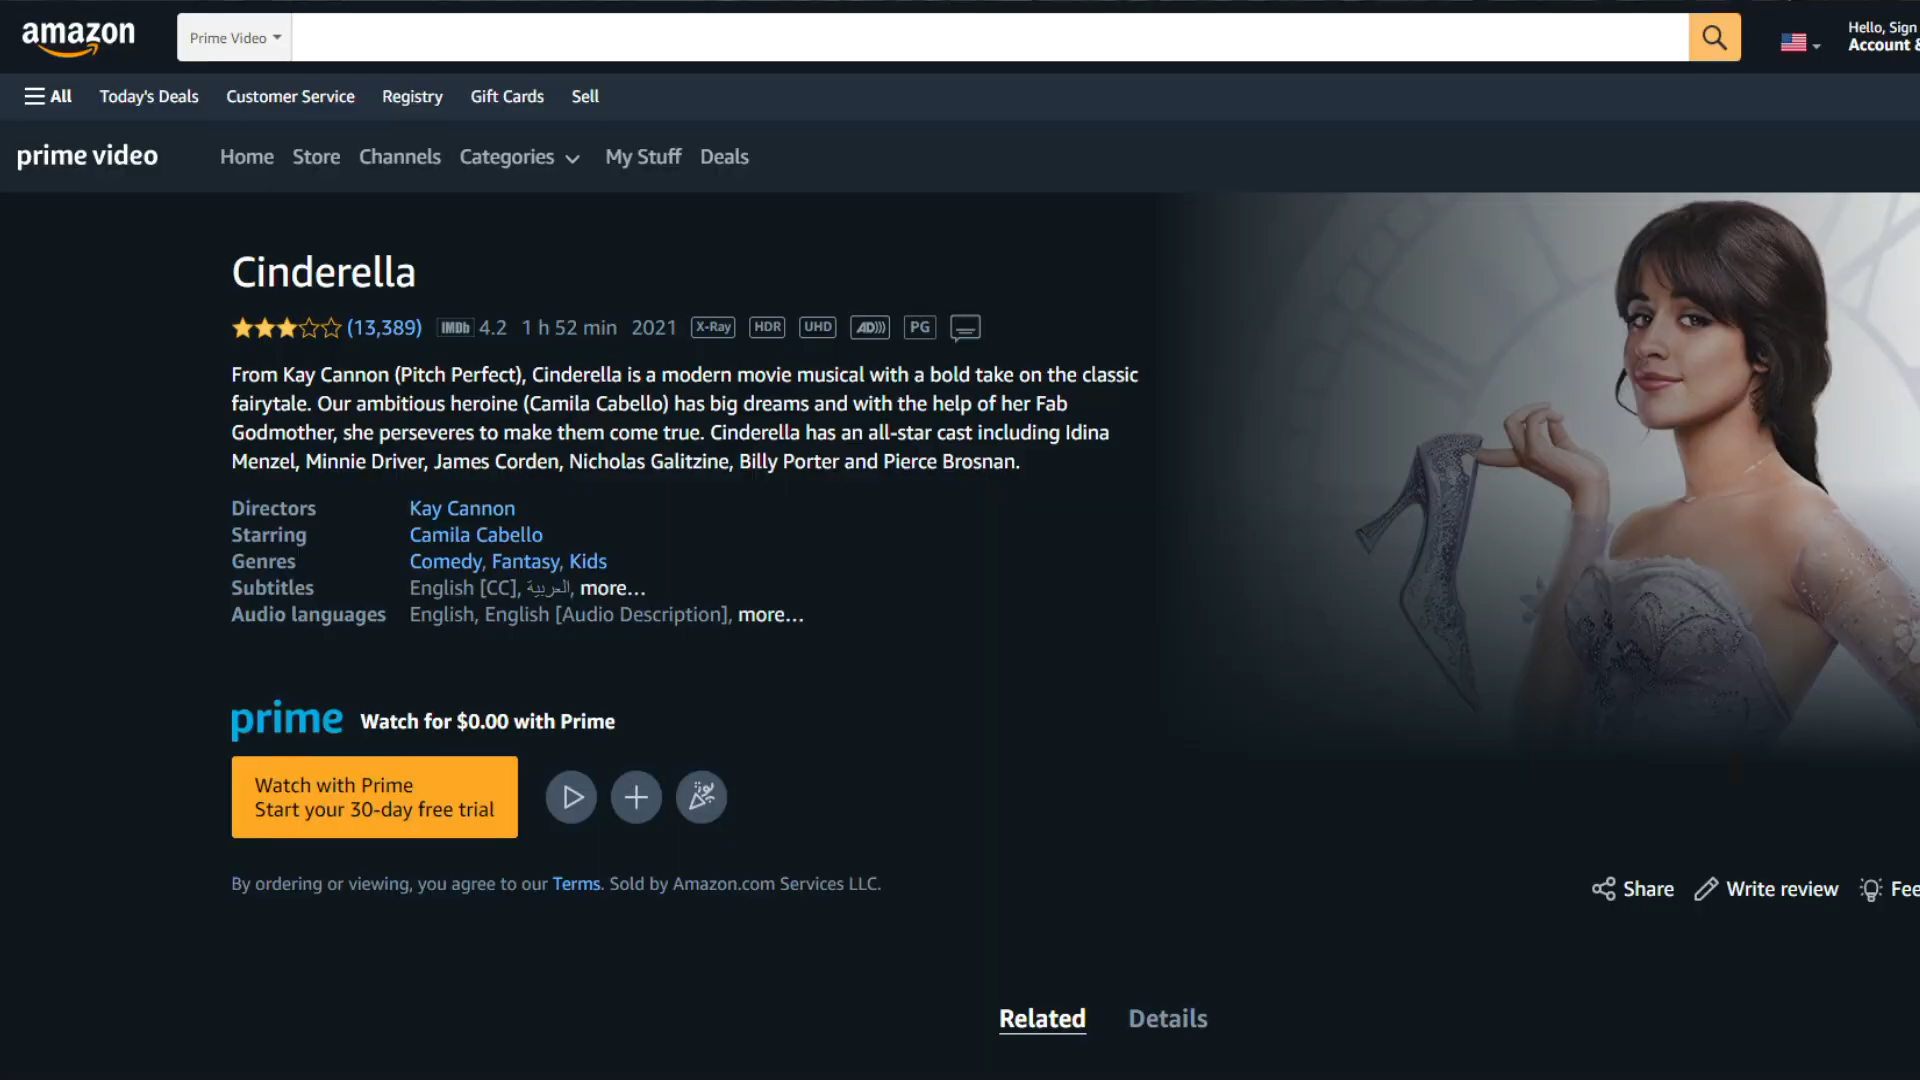 amazon
Prime Video
Hello, Sign
Account &
All Today's Deals Customer Service Registry Gift Cards Sell
prime video Home Store Channels Categories My Stuff Deals
Cinderella
(13,389) IMDb 4.2 1 h 52 min 2021 X-Ray HDR UHD AD))) PG
From Kay Cannon (Pitch Perfect), Cinderella is a modern movie musical with a bold take on the classic
fairytale. Our ambitious heroine (Camila Cabello) has big dreams and with the help of her Fab
Godmother, she perseveres to make them come true. Cinderella has an all-star cast including Idina
Menzel, Minnie Driver, James Corden, Nicholas Galitzine, Billy Porter and Pierce Brosnan.
Directors Kay Cannon
Starring Camila Cabello
Genres Comedy, Fantasy, Kids
Subtitles English [CC], العربية, more...
Audio languages English, English [Audio Description], more...
prime Watch for $0.00 with Prime
Watch with Prime
Start your 30-day free trial
By ordering or viewing, you agree to our Terms. Sold by Amazon.com Services LLC.
Share Write review Fee
Related Details